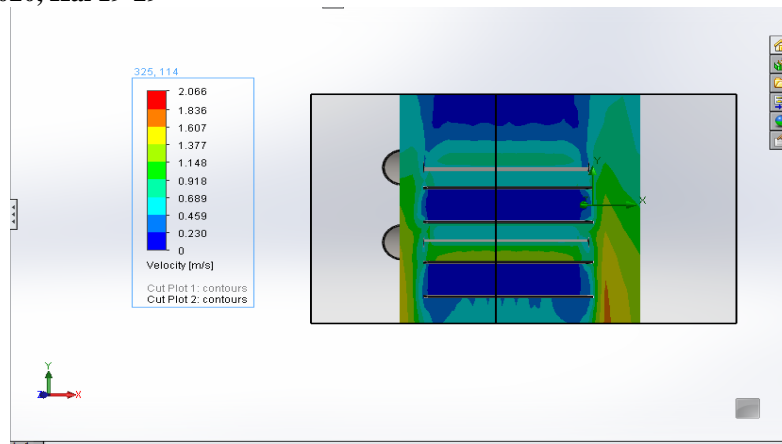 325, 114
2.066
1.836
1.607
1.377
1.148
0.918
0.689
0.459
0.230
0
Velocity [m/s]
Cut Plot 1: contours
Cut Plot 2: contours
Y
X
Y
Z
X